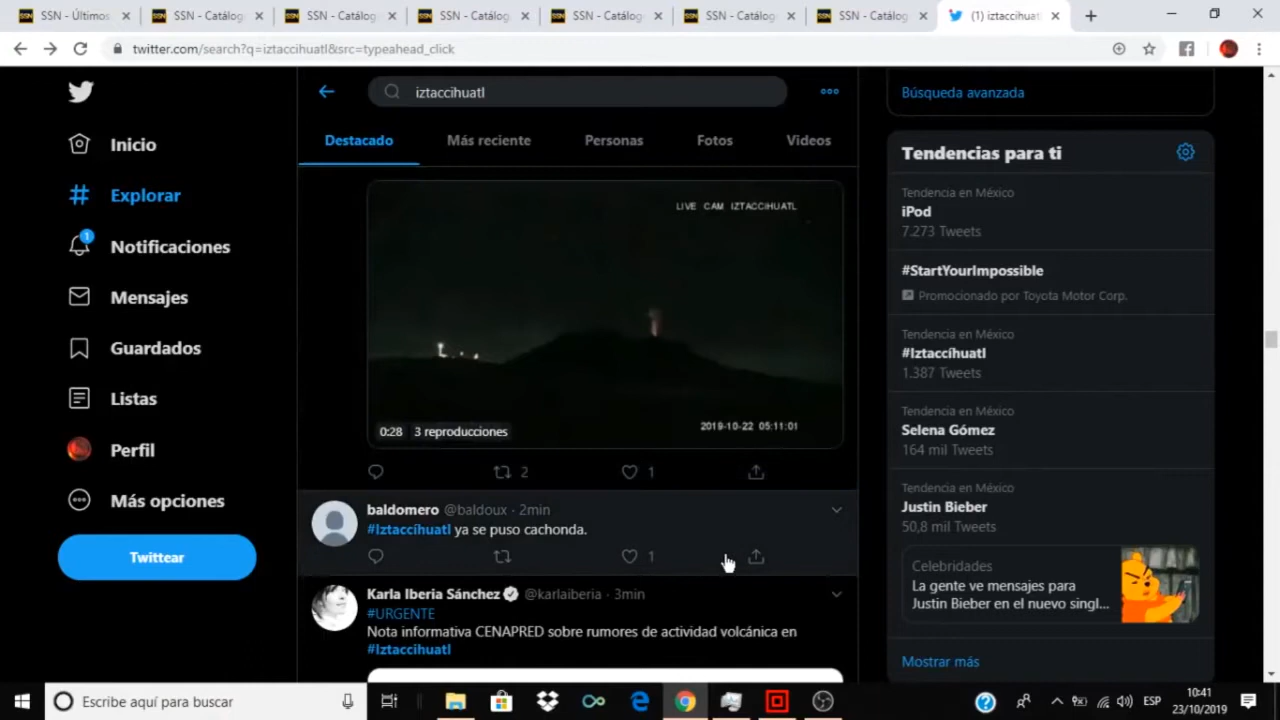 SSN - Últimos
SSN - Catálog
SSN - Catálog
SSN - Catálog
SSN - Catálog
SSN - Catálog
SSN - Catálog
(1) iztaccihuatl
twitter.com/search?q=iztaccihuatl&src=typeahead_click
iztaccihuatl
Destacado
Más reciente
Personas
Fotos
Videos
Inicio
Explorar
1
Notificaciones
Mensajes
Guardados
Listas
Perfil
Más opciones
Twittear
LIVE CAM IZTACCIHUATL
0:28 3 reproducciones
2019-10-22 05:11:01
2
1
baldomero @baldoux · 2min
#Iztaccíhuatl ya se puso cachonda.
1
Karla Iberia Sánchez @karlaiberia · 3min
#URGENTE
Nota informativa CENAPRED sobre rumores de actividad volcánica en
#Iztaccihuatl
Búsqueda avanzada
Tendencias para ti
Tendencia en México
iPod
7.273 Tweets
#StartYourImpossible
Promocionado por Toyota Motor Corp.
Tendencia en México
#Iztaccíhuatl
1.387 Tweets
Tendencia en México
Selena Gómez
164 mil Tweets
Tendencia en México
Justin Bieber
50,8 mil Tweets
Celebridades
La gente ve mensajes para
Justin Bieber en el nuevo singl...
Mostrar más
Escribe aquí para buscar
ESP
10:41
23/10/2019